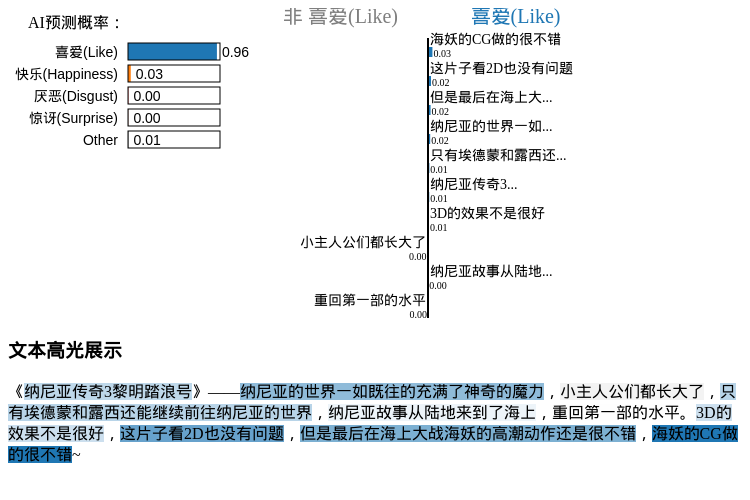 AI预测概率：
喜爱(Like) 0.96
快乐(Happiness) 0.03
厌恶(Disgust) 0.00
惊讶(Surprise) 0.00
Other 0.01
非 喜爱(Like) 喜爱(Like)
海妖的CG做的很不错
0.03
这片子看2D也没有问题
0.02
但是最后在海上大...
0.02
纳尼亚的世界一如...
0.02
只有埃德蒙和露西还...
0.01
纳尼亚传奇3...
0.01
3D的效果不是很好
0.01
小主人公们都长大了
0.00
纳尼亚故事从陆地...
0.00
重回第一部的水平
0.00
文本高光展示
《纳尼亚传奇3黎明踏浪号》——纳尼亚的世界一如既往的充满了神奇的魔力，小主人公们都长大了，只
有埃德蒙和露西还能继续前往纳尼亚的世界，纳尼亚故事从陆地来到了海上，重回第一部的水平。3D的
效果不是很好，这片子看2D也没有问题，但是最后在海上大战海妖的高潮动作还是很不错，海妖的CG做
的很不错~